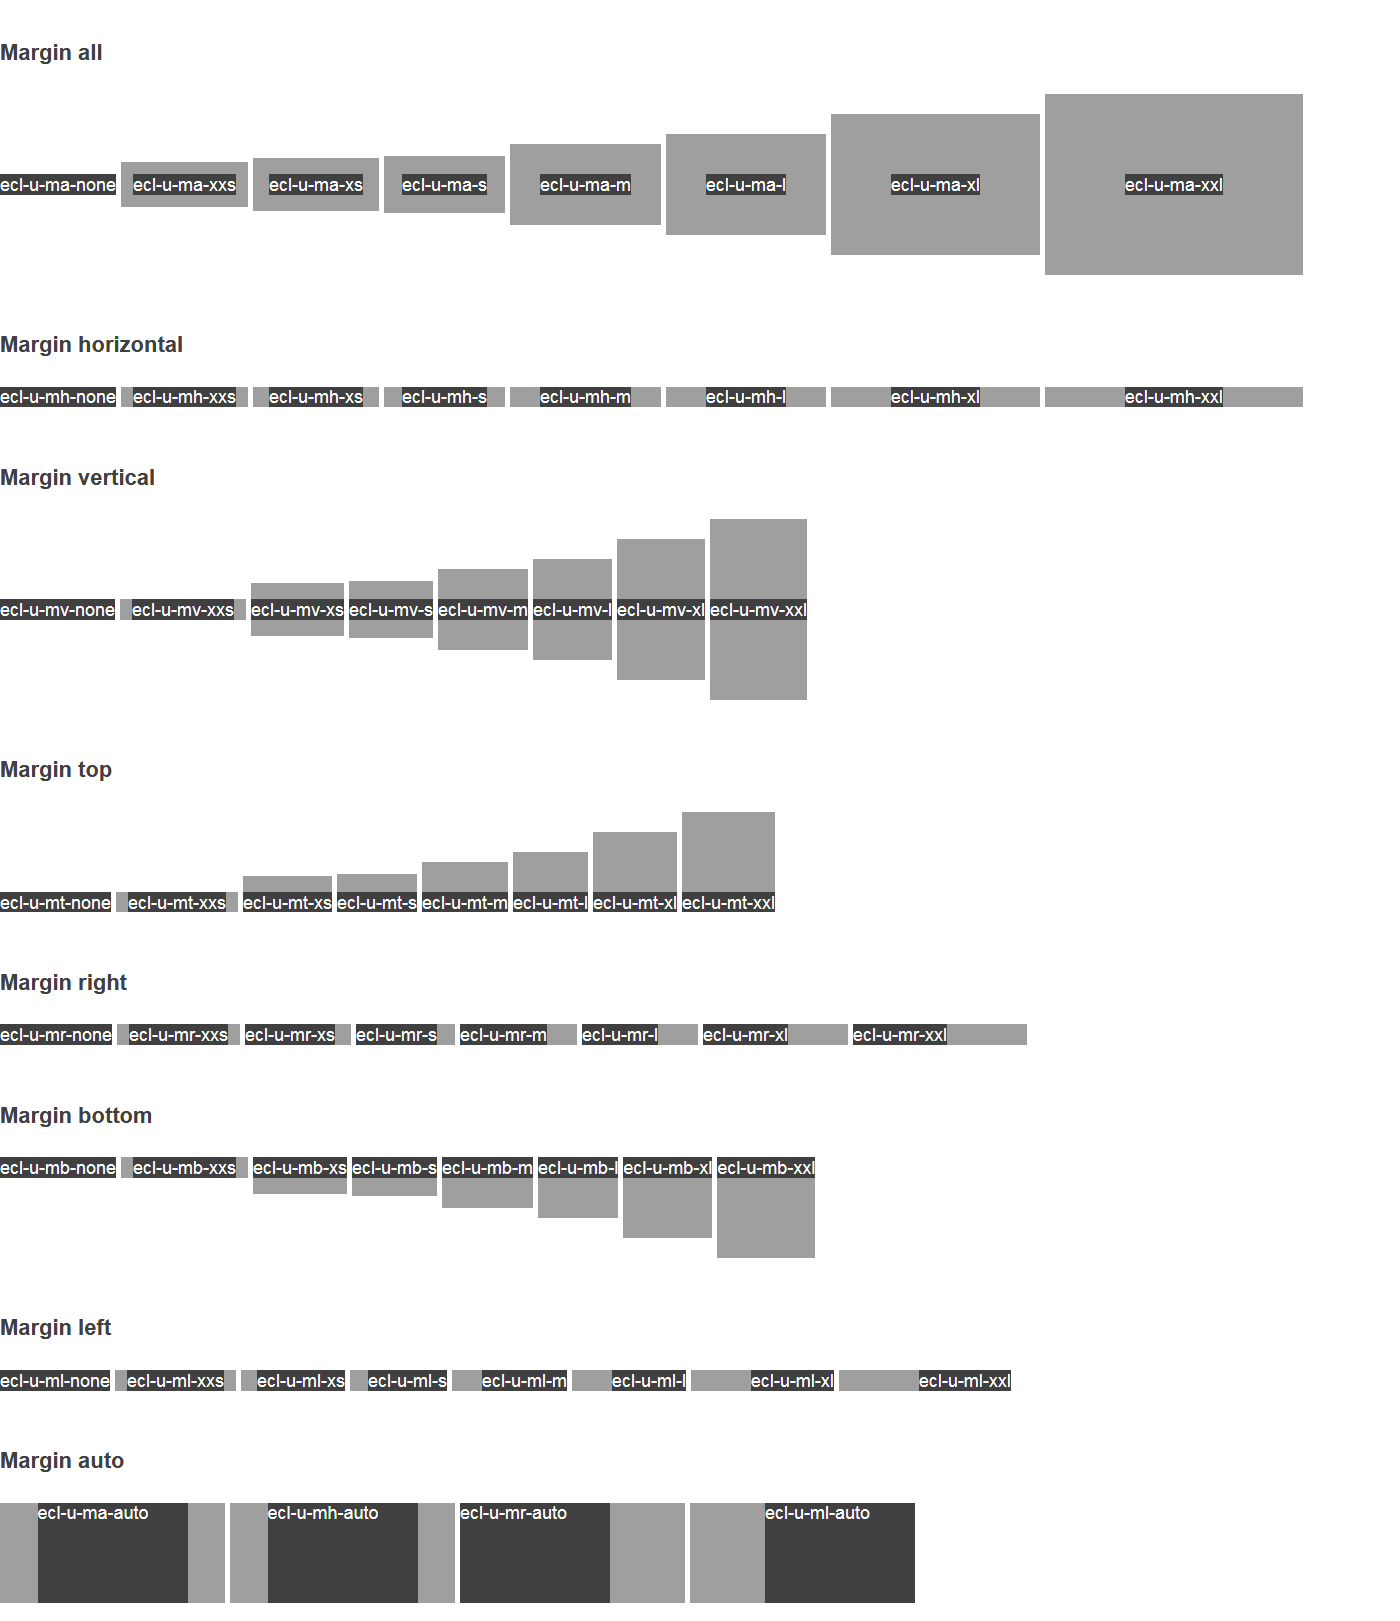 Margin all
ecl-u-ma-none ecl-u-ma-xxs ecl-u-ma-xs ecl-u-ma-s ecl-u-ma-m ecl-u-ma-l ecl-u-ma-xl ecl-u-ma-xxl
Margin horizontal
ecl-u-mh-none ecl-u-mh-xxs ecl-u-mh-xs ecl-u-mh-s ecl-u-mh-m ecl-u-mh-l ecl-u-mh-xl ecl-u-mh-xxl
Margin vertical
ecl-u-mv-none ecl-u-mv-xxs ecl-u-mv-xs ecl-u-mv-s ecl-u-mv-m ecl-u-mv-l ecl-u-mv-xl ecl-u-mv-xxl
Margin top
ecl-u-mt-none ecl-u-mt-xxs ecl-u-mt-xs ecl-u-mt-s ecl-u-mt-m ecl-u-mt-l ecl-u-mt-xl ecl-u-mt-xxl
Margin right
ecl-u-mr-none ecl-u-mr-xxs ecl-u-mr-xs ecl-u-mr-s ecl-u-mr-m ecl-u-mr-l ecl-u-mr-xl ecl-u-mr-xxl
Margin bottom
ecl-u-mb-none ecl-u-mb-xxs ecl-u-mb-xs ecl-u-mb-s ecl-u-mb-m ecl-u-mb-l ecl-u-mb-xl ecl-u-mb-xxl
Margin left
ecl-u-ml-none ecl-u-ml-xxs ecl-u-ml-xs ecl-u-ml-s ecl-u-ml-m ecl-u-ml-l ecl-u-ml-xl ecl-u-ml-xxl
Margin auto
ecl-u-ma-auto ecl-u-mh-auto ecl-u-mr-auto ecl-u-ml-auto